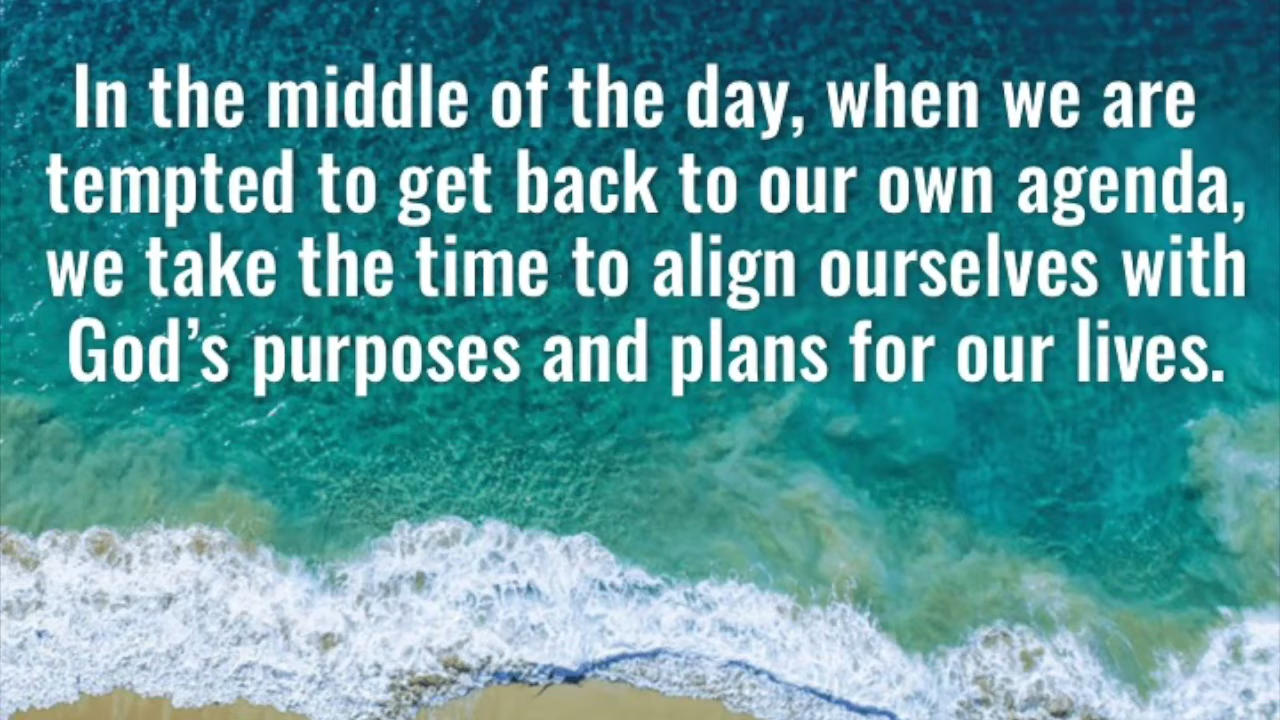 In the middle of the day, when we are
tempted to get back to our own agenda,
we take the time to align ourselves with
God’s purposes and plans for our lives.